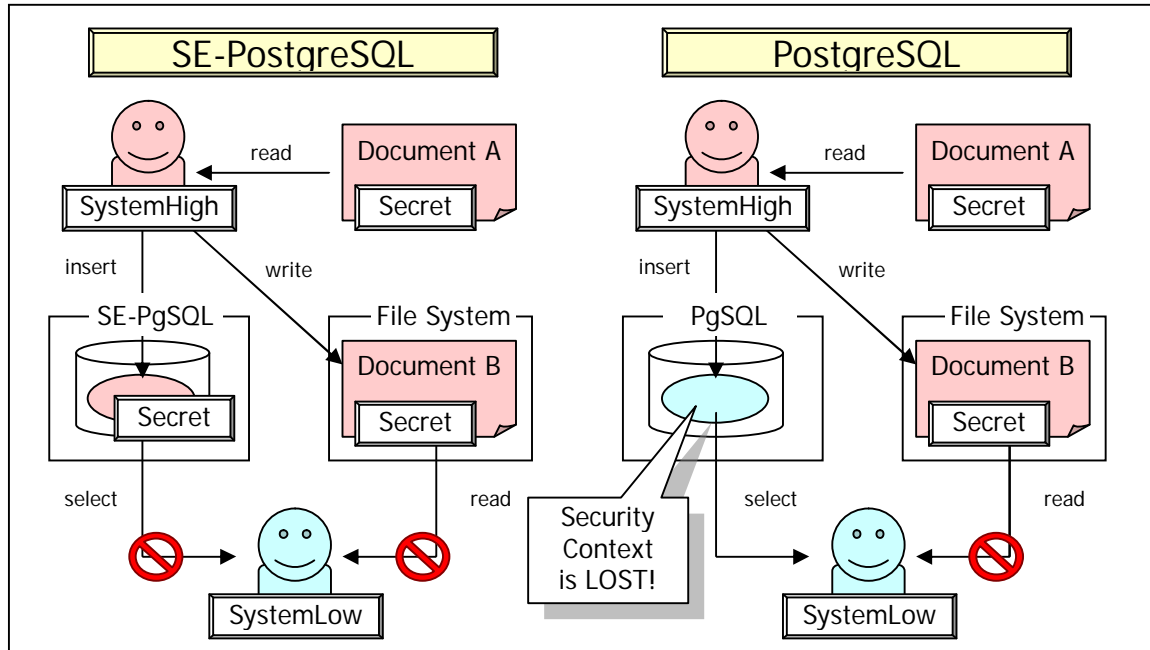 SE-PostgreSQL
read
Document A
Secret
SystemHigh
insert
write
SE-PgSQL
File System
Document B
Secret
Secret
select
read
SystemLow
PostgreSQL
read
Document A
Secret
SystemHigh
insert
write
PgSQL
File System
Document B
Secret
Security
Context
is LOST!
select
read
SystemLow